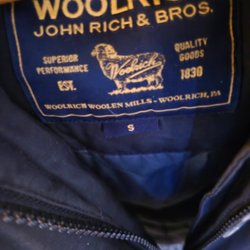 WOOLRICH
JOHN RICH & BROS.
SUPERIOR PERFORMANCE
QUALITY GOODS
EST.
Woolrich
1830
WOOLRICH WOOLEN MILLS - WOOLRICH, PA
S